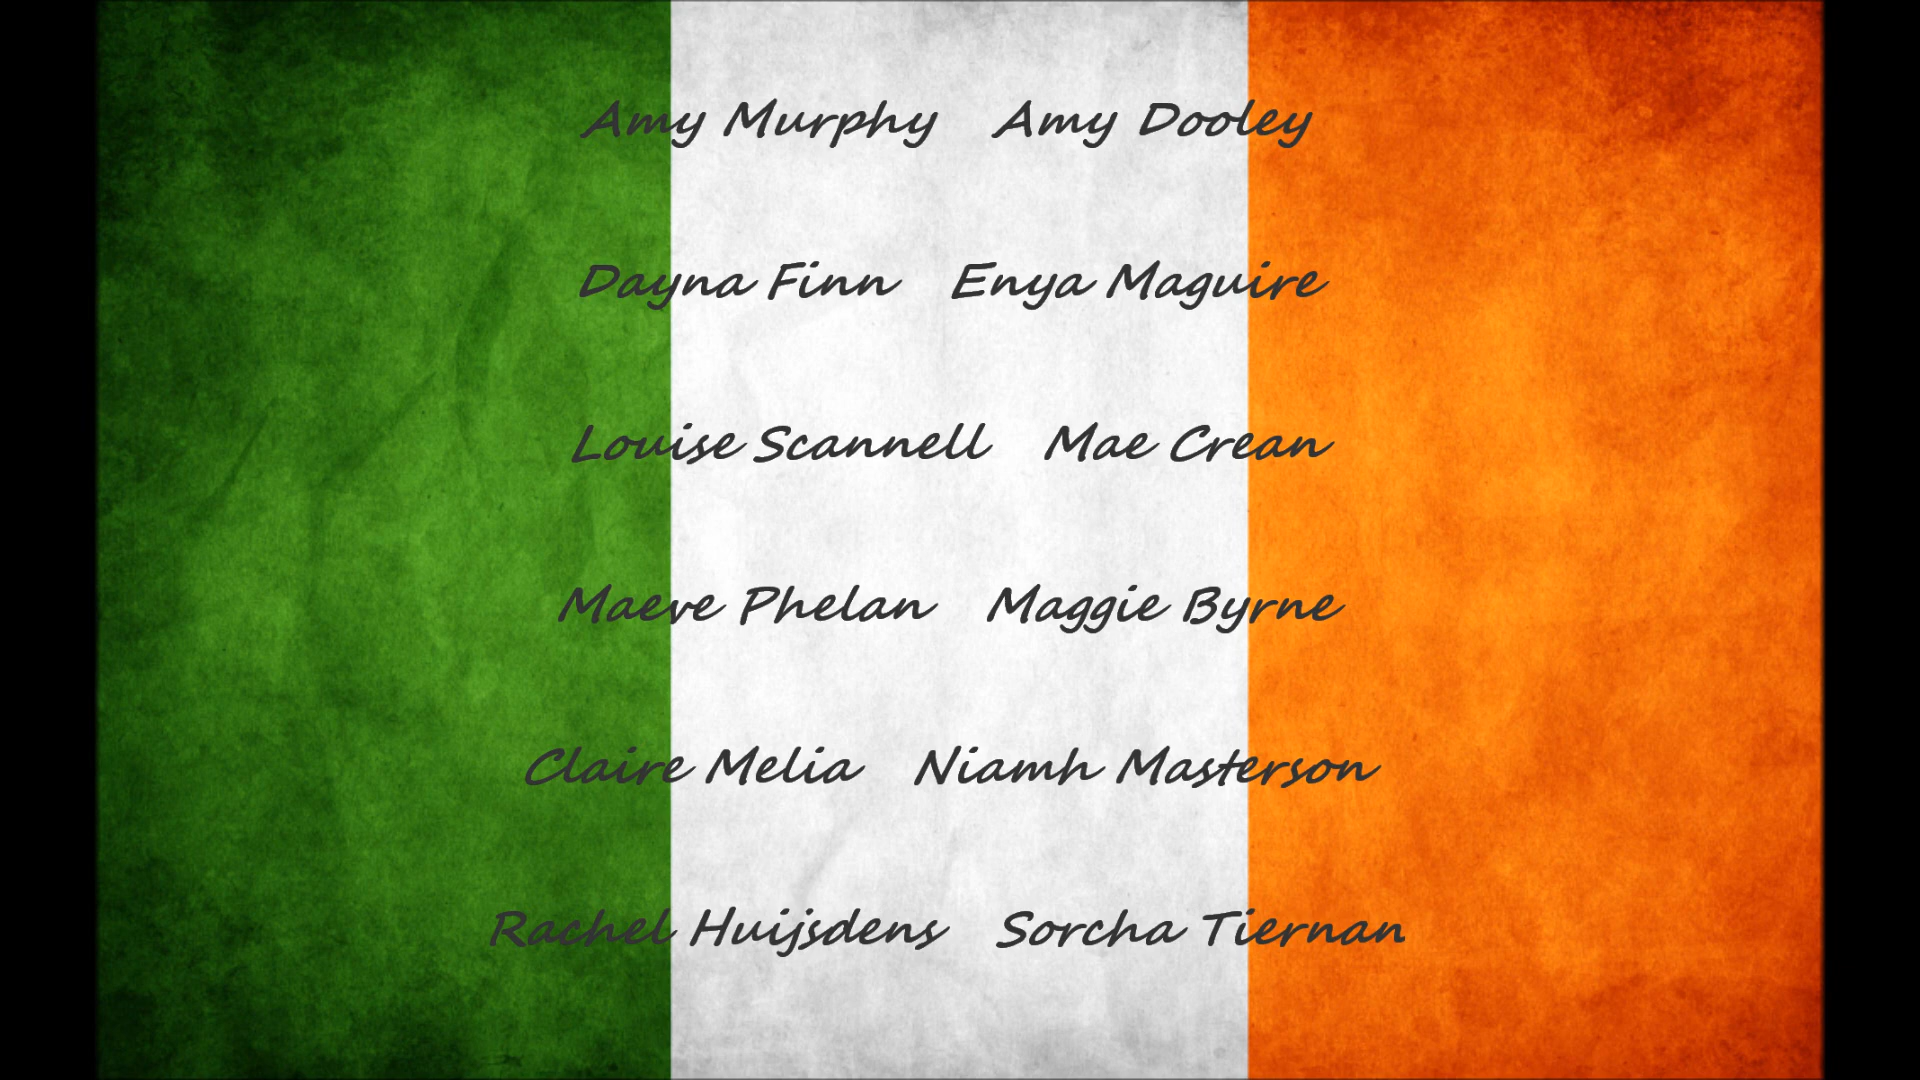 Amy Murphy Amy Dooley
Dayna Finn Enya Maguire
Louise Scannell Mae Crean
Maeve Phelan Maggie Byrne
Claire Melia Niamh Masterson
Rachel Huijsdens Sorcha Tiernan